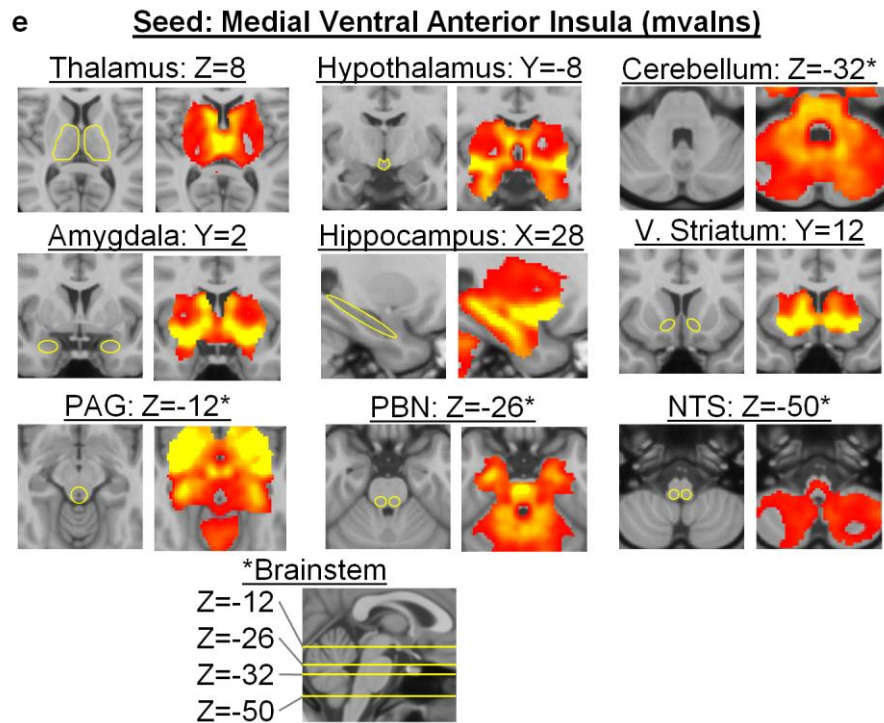 e
Seed: Medial Ventral Anterior Insula (mvaIns)
Thalamus: Z=8
Hypothalamus: Y=-8
Cerebellum: Z=-32*
Amygdala: Y=2
Hippocampus: X=28
V. Striatum: Y=12
PAG: Z=-12*
PBN: Z=-26*
NTS: Z=-50*
*Brainstem
Z=-12
Z=-26
Z=-32
Z=-50